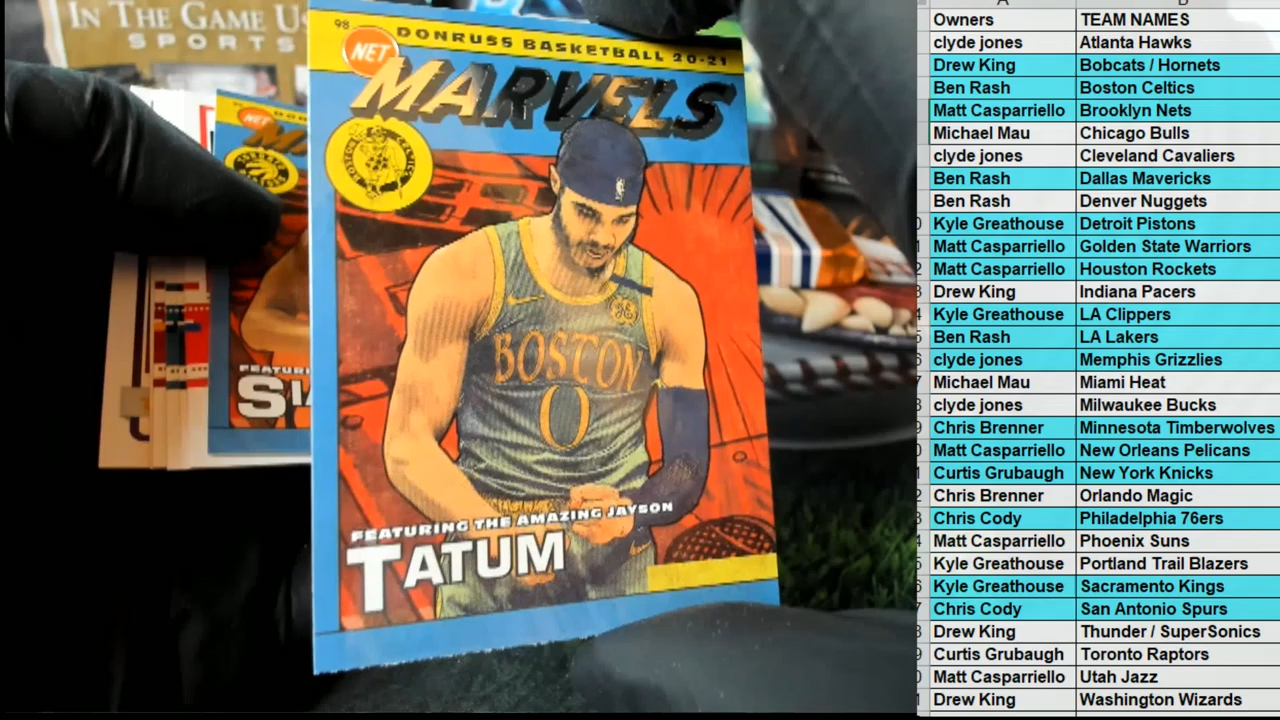 IN THE GAME US
SPORTS
98
DONRUSS BASKETBALL 20-21
NET
MARVELS
BOSTON
CELTICS
BOSTON
0
FEATURING THE AMAZING JAYSON
TATUM
NET
FEATURI
SIA
Owners TEAM NAMES
clyde jones Atlanta Hawks
Drew King Bobcats / Hornets
Ben Rash Boston Celtics
Matt Casparriello Brooklyn Nets
Michael Mau Chicago Bulls
clyde jones Cleveland Cavaliers
Ben Rash Dallas Mavericks
Ben Rash Denver Nuggets
Kyle Greathouse Detroit Pistons
Matt Casparriello Golden State Warriors
Matt Casparriello Houston Rockets
Drew King Indiana Pacers
Kyle Greathouse LA Clippers
Ben Rash LA Lakers
clyde jones Memphis Grizzlies
Michael Mau Miami Heat
clyde jones Milwaukee Bucks
Chris Brenner Minnesota Timberwolves
Matt Casparriello New Orleans Pelicans
Curtis Grubaugh New York Knicks
Chris Brenner Orlando Magic
Chris Cody Philadelphia 76ers
Matt Casparriello Phoenix Suns
Kyle Greathouse Portland Trail Blazers
Kyle Greathouse Sacramento Kings
Chris Cody San Antonio Spurs
Drew King Thunder / SuperSonics
Curtis Grubaugh Toronto Raptors
Matt Casparriello Utah Jazz
Drew King Washington Wizards